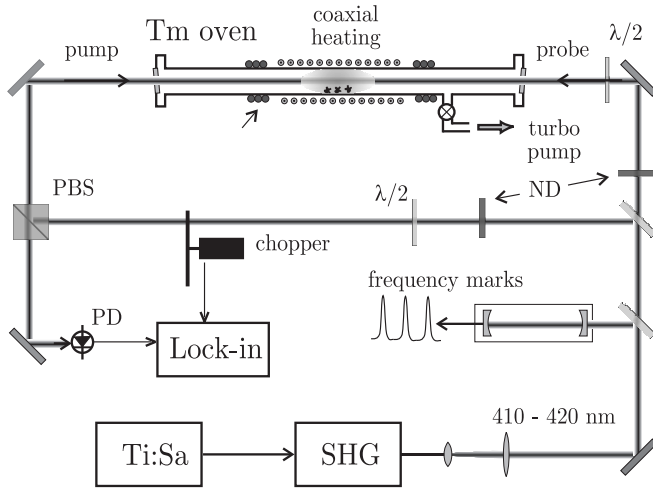 coaxial
heating
Tm oven
pump
probe
λ/2
turbo
pump
PBS
λ/2
ND
chopper
frequency marks
PD
Lock-in
410 - 420 nm
Ti:Sa
SHG